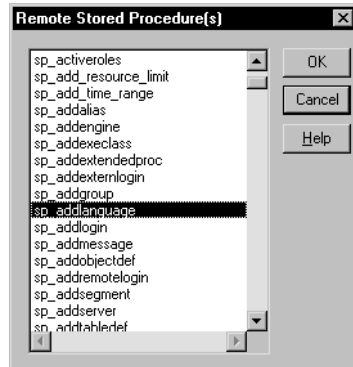 Remote Stored Procedure(s)
sp_activeroles
sp_add_resource_limit
sp_add_time_range
sp_addalias
sp_addengine
sp_addexeclass
sp_addextendedproc
sp_addexternlogin
sp_addgroup
sp_addlanguage
sp_addlogin
sp_addmessage
sp_addobjectdef
sp_addremotelogin
sp_addsegment
sp_addserver
sp_addtabledef
OK
Cancel
Help